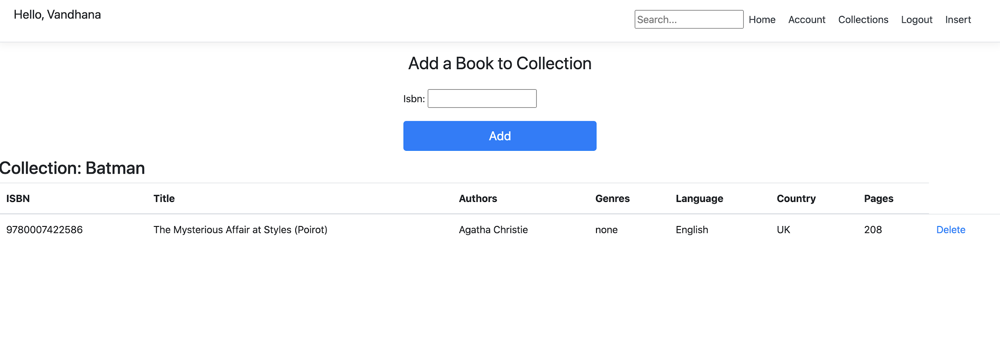 Hello, Vandhana
Search... Home Account Collections Logout Insert
Add a Book to Collection
Isbn:
Add
Collection: Batman
ISBN Title Authors Genres Language Country Pages
9780007422586 The Mysterious Affair at Styles (Poirot) Agatha Christie none English UK 208 Delete